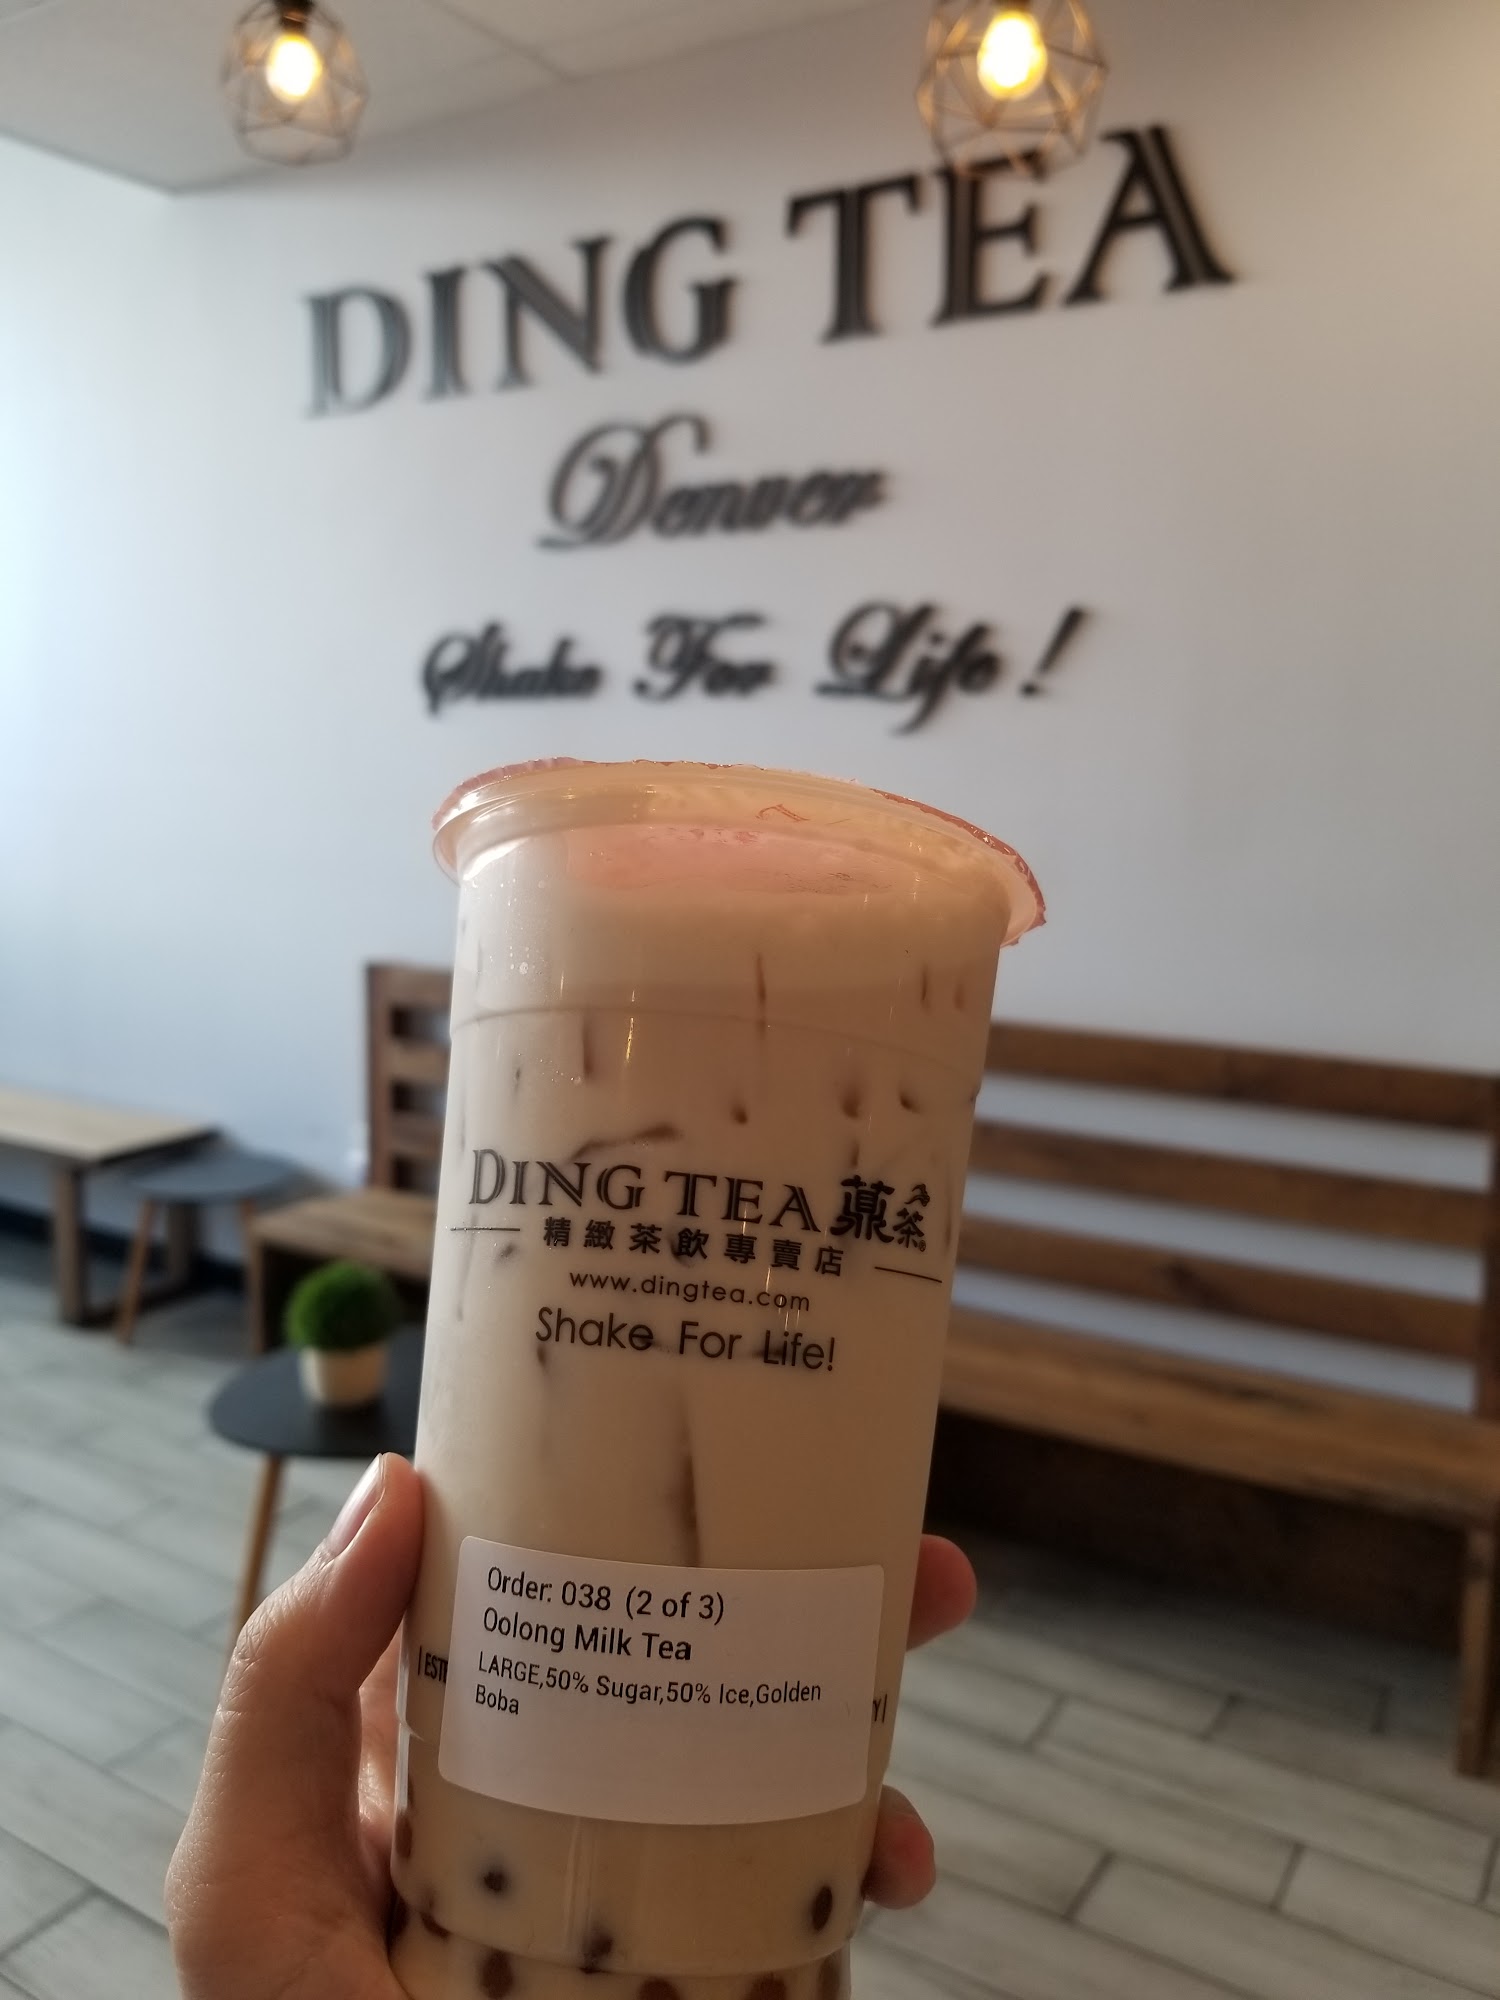 DING TEA
Denver
Shake For Life!
DING TEA 薡茶
精緻茶飲專賣店
www.dingtea.com
Shake For Life!
Order: 038 (2 of 3)
Oolong Milk Tea
LARGE,50% Sugar,50% Ice,Golden
Boba